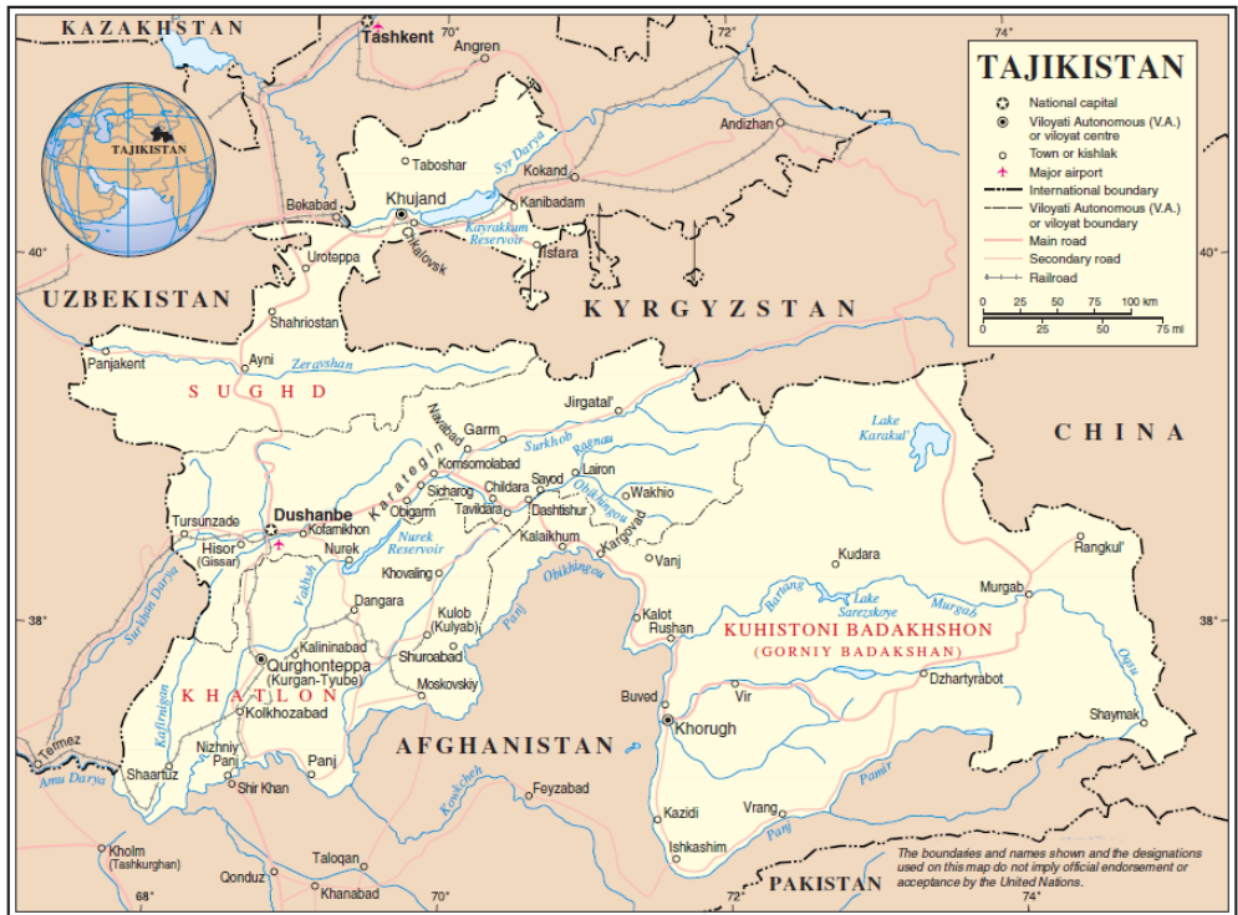 KAZAKHSTAN
70°
72°
74°
Tashkent
Angren
TAJIKISTAN
National capital
Viloyati Autonomous (V.A.)
or viloyat centre
Town or kishlak
Major airport
International boundary
Viloyati Autonomous (V.A.)
or viloyat boundary
Main road
Secondary road
Railroad
0 25 50 75 100 km
0 25 50 75 mi
TAJIKISTAN
Andizhan
Taboshar
Syr Darya
Kokand
Bekabad
Khujand
Kanibadam
Chkalovsk
Kayrakkum
Reservoir
Isfara
40°
40°
Uroteppa
UZBEKISTAN
KYRGYZSTAN
Shahriostan
Panjakent
Ayni
Zeravshan
SUGHD
Jirgatal'
Lake
Karakul'
CHINA
Navabad
Garm
Surkhob
Ragnau
Karategin
Komsomolabad
Lairon
Sicharog
Childara
Sayod
Obikhingou
Wakhio
Obigarm
Tavildara
Dashtishur
Dushanbe
Tursunzade
Kofarnikhon
Nurek
Reservoir
Kalaikhum
Kargovad
Hisor
(Gissar)
Nurek
Obikhingou
Vanj
Kudara
Rangkul'
Khovaling
Surkhan Darya
Vakhsh
Dangara
Panj
Bartang
Lake
Sarezskoye
Murgab
Murgab
38°
38°
Kulob
(Kulyab)
Kalot
Rushan
KUHISTONI BADAKHSHON
(GORNIY BADAKSHAN)
Kalininabad
Shuroabad
Qurghonteppa
(Kurgan-Tyube)
Oqsu
KHATLON
Moskovskiy
Dzhartyrabot
Kafirnigan
Kolkhozabad
Buved
Vir
Khorugh
Shaymak
AFGHANISTAN
Termez
Nizhniy
Panj
Panj
Amu Darya
Shaartuz
Shir Khan
Kowkcheh
Feyzabad
Pamir
Kazidi
Vrang
Panj
Kholm
(Tashkurghan)
Taloqan
Ishkashim
Qonduz
Khanabad
PAKISTAN
The boundaries and names shown and the designations
used on this map do not imply official endorsement or
acceptance by the United Nations.
68°
70°
72°
74°